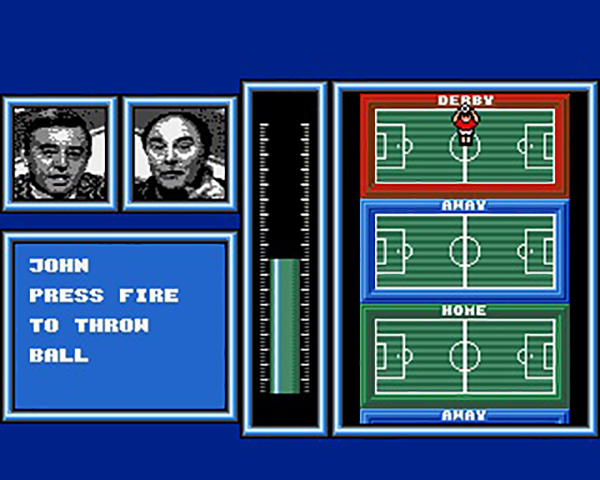 JOHN
PRESS FIRE
TO THROW
BALL
DERBY
AWAY
HOME
AWAY